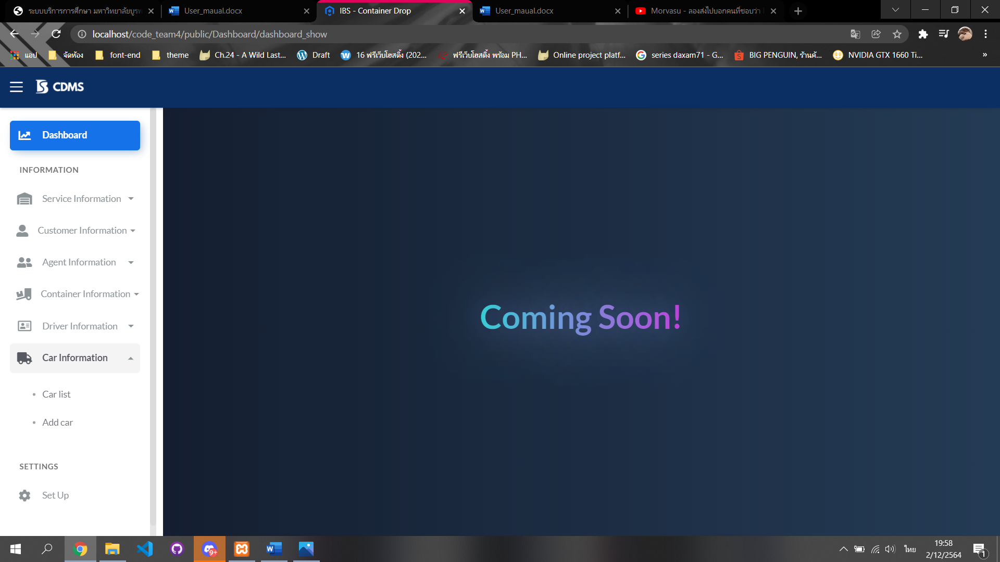 ระบบบริการการศึกษา มหาวิทยาลัยบูรพ
User_maual.docx
IBS - Container Drop
User_maual.docx
Morvasu - ลองส่งไปบอกคนที่ชอบว่า
localhost/code_team4/public/Dashboard/dashboard_show
แอป
จัดห้อง
font-end
theme
Ch.24 - A Wild Last...
Draft
16 ฟรีเว็บโฮสติ้ง (202...
ฟรีเว็บโฮสติ้ง พร้อม PH...
Online project platf...
series daxam71 - G...
BIG PENGUIN, ร้านค้...
NVIDIA GTX 1660 Ti...
»
CDMS
Dashboard
INFORMATION
Service Information
Customer Information
Agent Information
Container Information
Driver Information
Car Information
Car list
Add car
SETTINGS
Set Up
Coming Soon!
9+
ไทย
19:58
2/12/2564
1